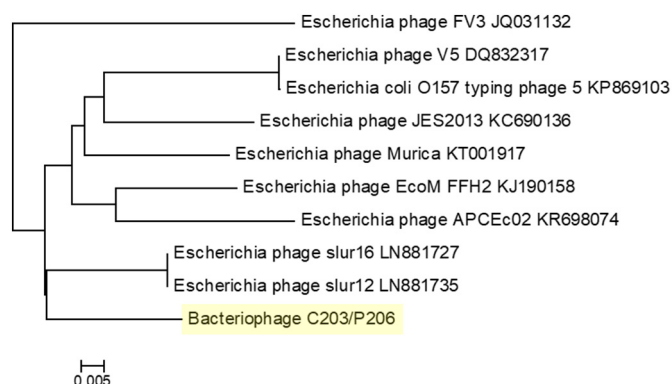 Escherichia phage FV3 JQ031132
Escherichia phage V5 DQ832317
Escherichia coli O157 typing phage 5 KP869103
Escherichia phage JES2013 KC690136
Escherichia phage Murica KT001917
Escherichia phage EcoM FFH2 KJ190158
Escherichia phage APCEc02 KR698074
Escherichia phage slur16 LN881727
Escherichia phage slur12 LN881735
Bacteriophage C203/P206
0.005